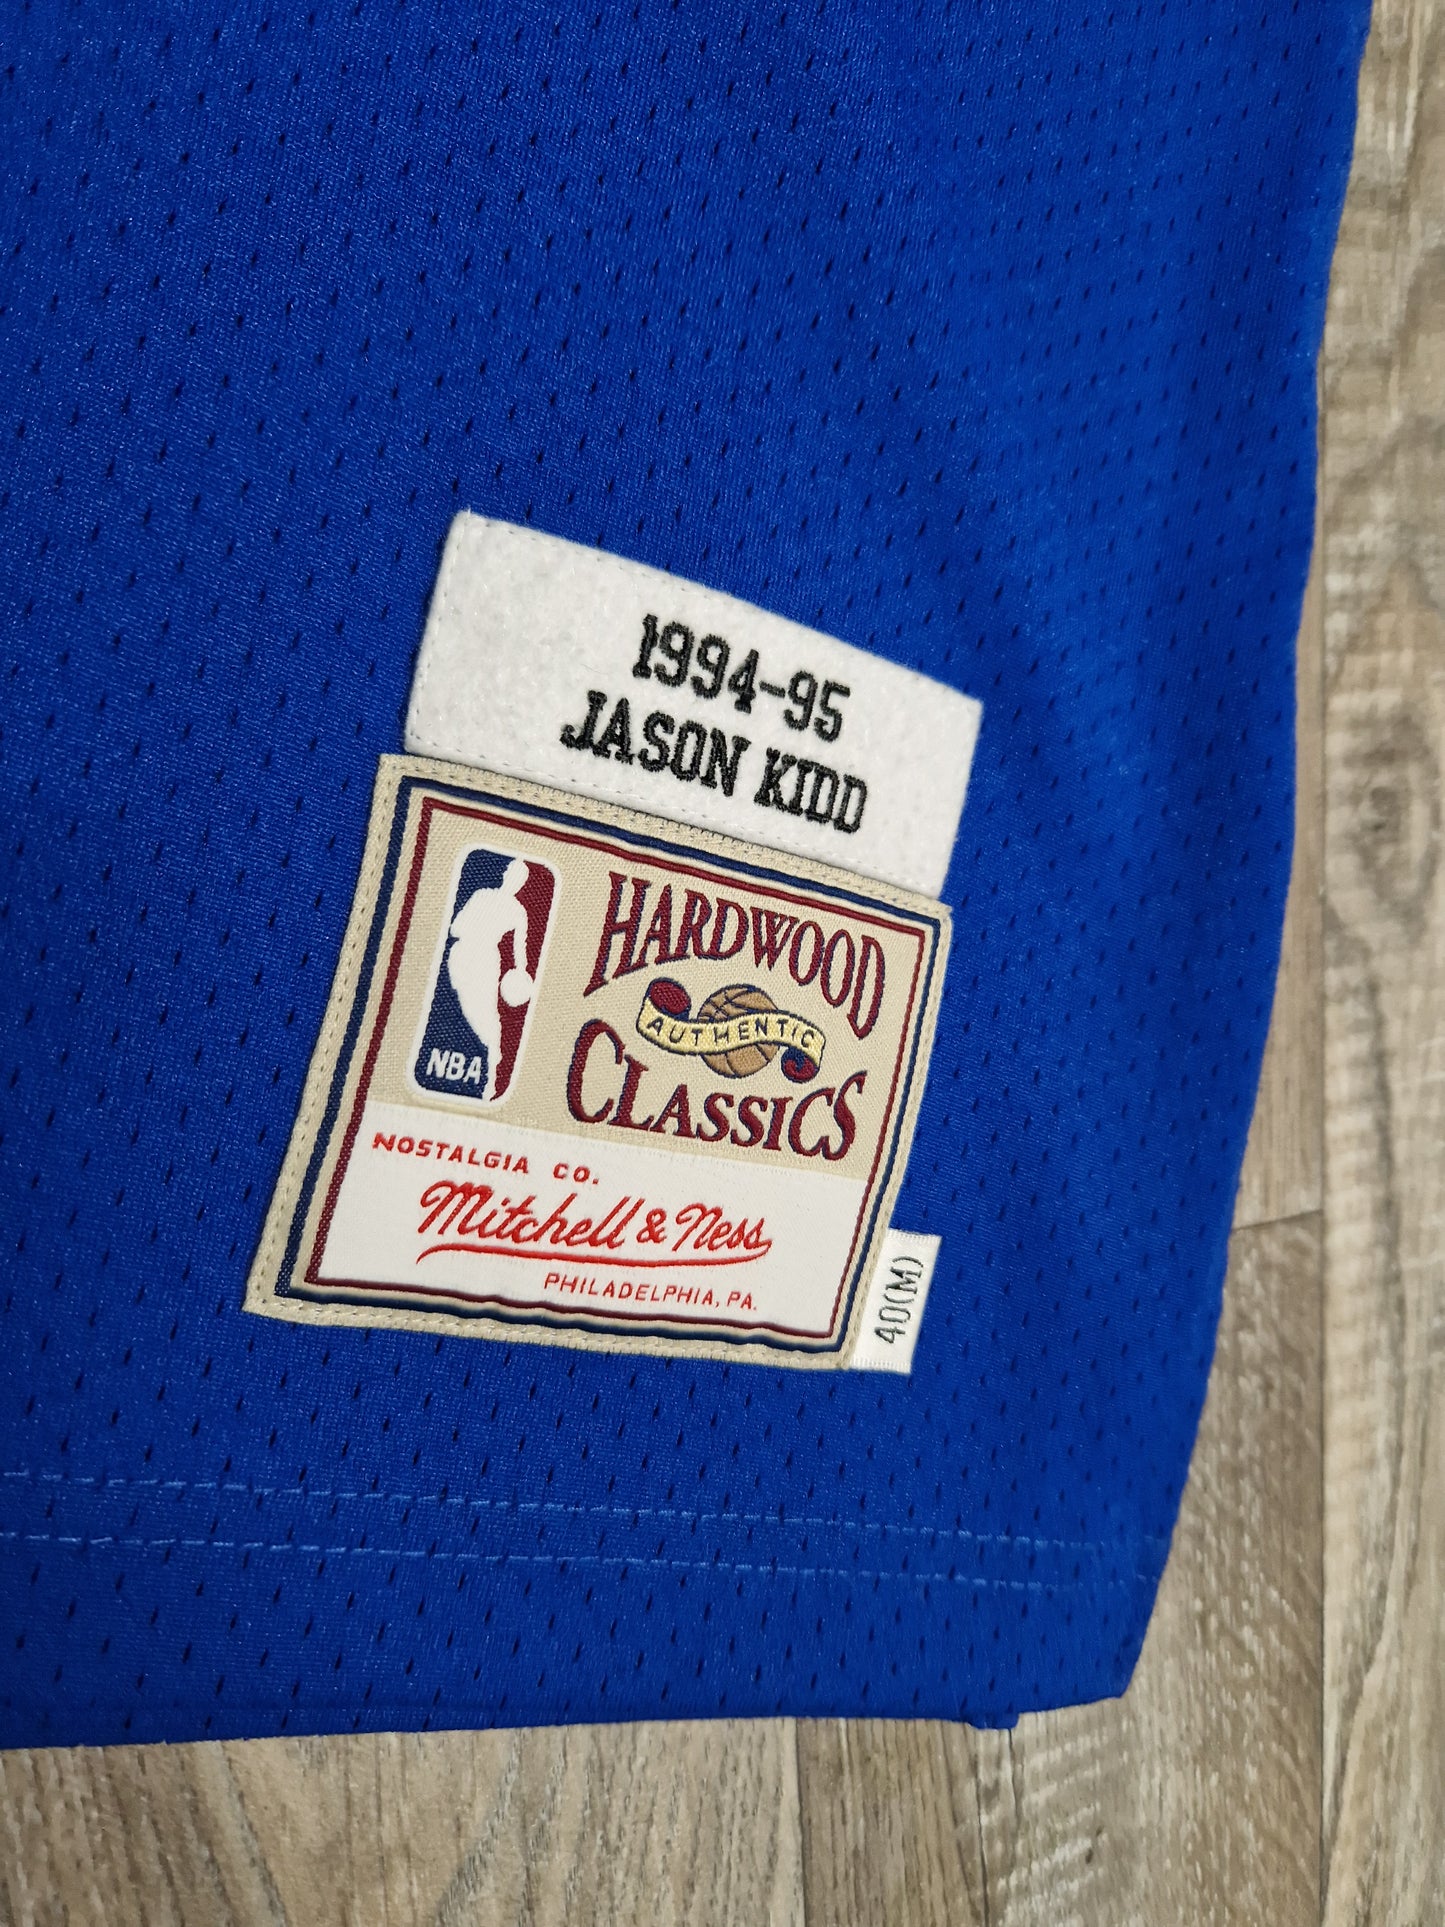 1994-95
JASON KIDD
NBA
HARDWOOD
AUTHENTIC
CLASSICS
NOSTALGIA CO.
Mitchell & Ness
PHILADELPHIA, PA.
40(M)